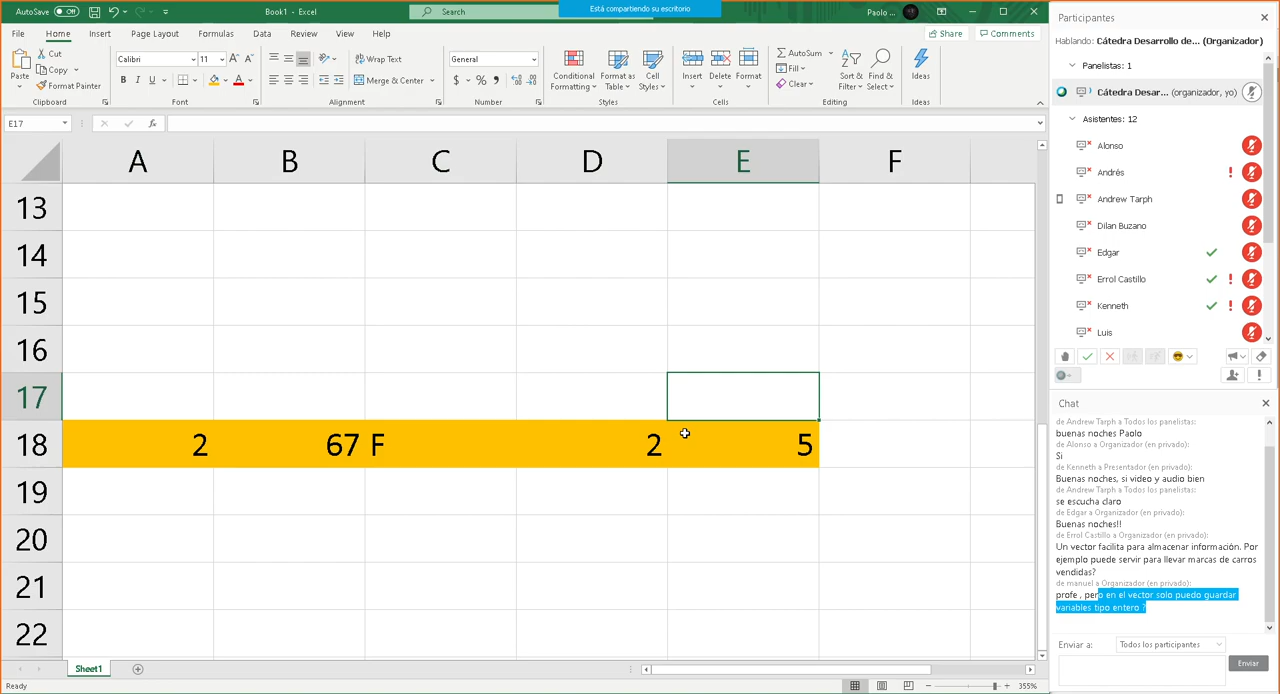 AutoSave Off Book1 - Excel Search Está compartiendo su escritorio Paolo ...
File Home Insert Page Layout Formulas Data Review View Help Share Comments
Paste Cut Copy Format Painter
Calibri 11 A A
B I U A
Wrap Text
Merge & Center
General
$ % ,
Conditional Formatting Format as Table Cell Styles
Insert Delete Format
AutoSum Fill Clear
Sort & Filter Find & Select
Ideas
Clipboard Font Alignment Number Styles Cells Editing Ideas
E17 fx
A B C D E F
13
14
15
16
17
18 2 67 F 2 5
19
20
21
22
Sheet1
Ready 355%
Participantes
Hablando: Cátedra Desarrollo de... (Organizador)
Panelistas: 1
Cátedra Desar... (organizador, yo)
Asistentes: 12
Alonso
Andrés
Andrew Tarph
Dilan Buzano
Edgar
Errol Castillo
Kenneth
Luis
Chat
de Andrew Tarph a Todos los panelistas:
buenas noches Paolo
de Alonso a Organizador (en privado):
Si
de Kenneth a Presentador (en privado):
Buenas noches, si video y audio bien
de Andrew Tarph a Todos los panelistas:
se escucha claro
de Edgar a Organizador (en privado):
Buenas noches!!
de Errol Castillo a Organizador (en privado):
Un vector facilita para almacenar información. Por
ejemplo puede servir para llevar marcas de carros
vendidas?
de manuel a Organizador (en privado):
profe , pero en el vector solo puedo guardar
variables tipo entero ?
Enviar a: Todos los participantes
Enviar